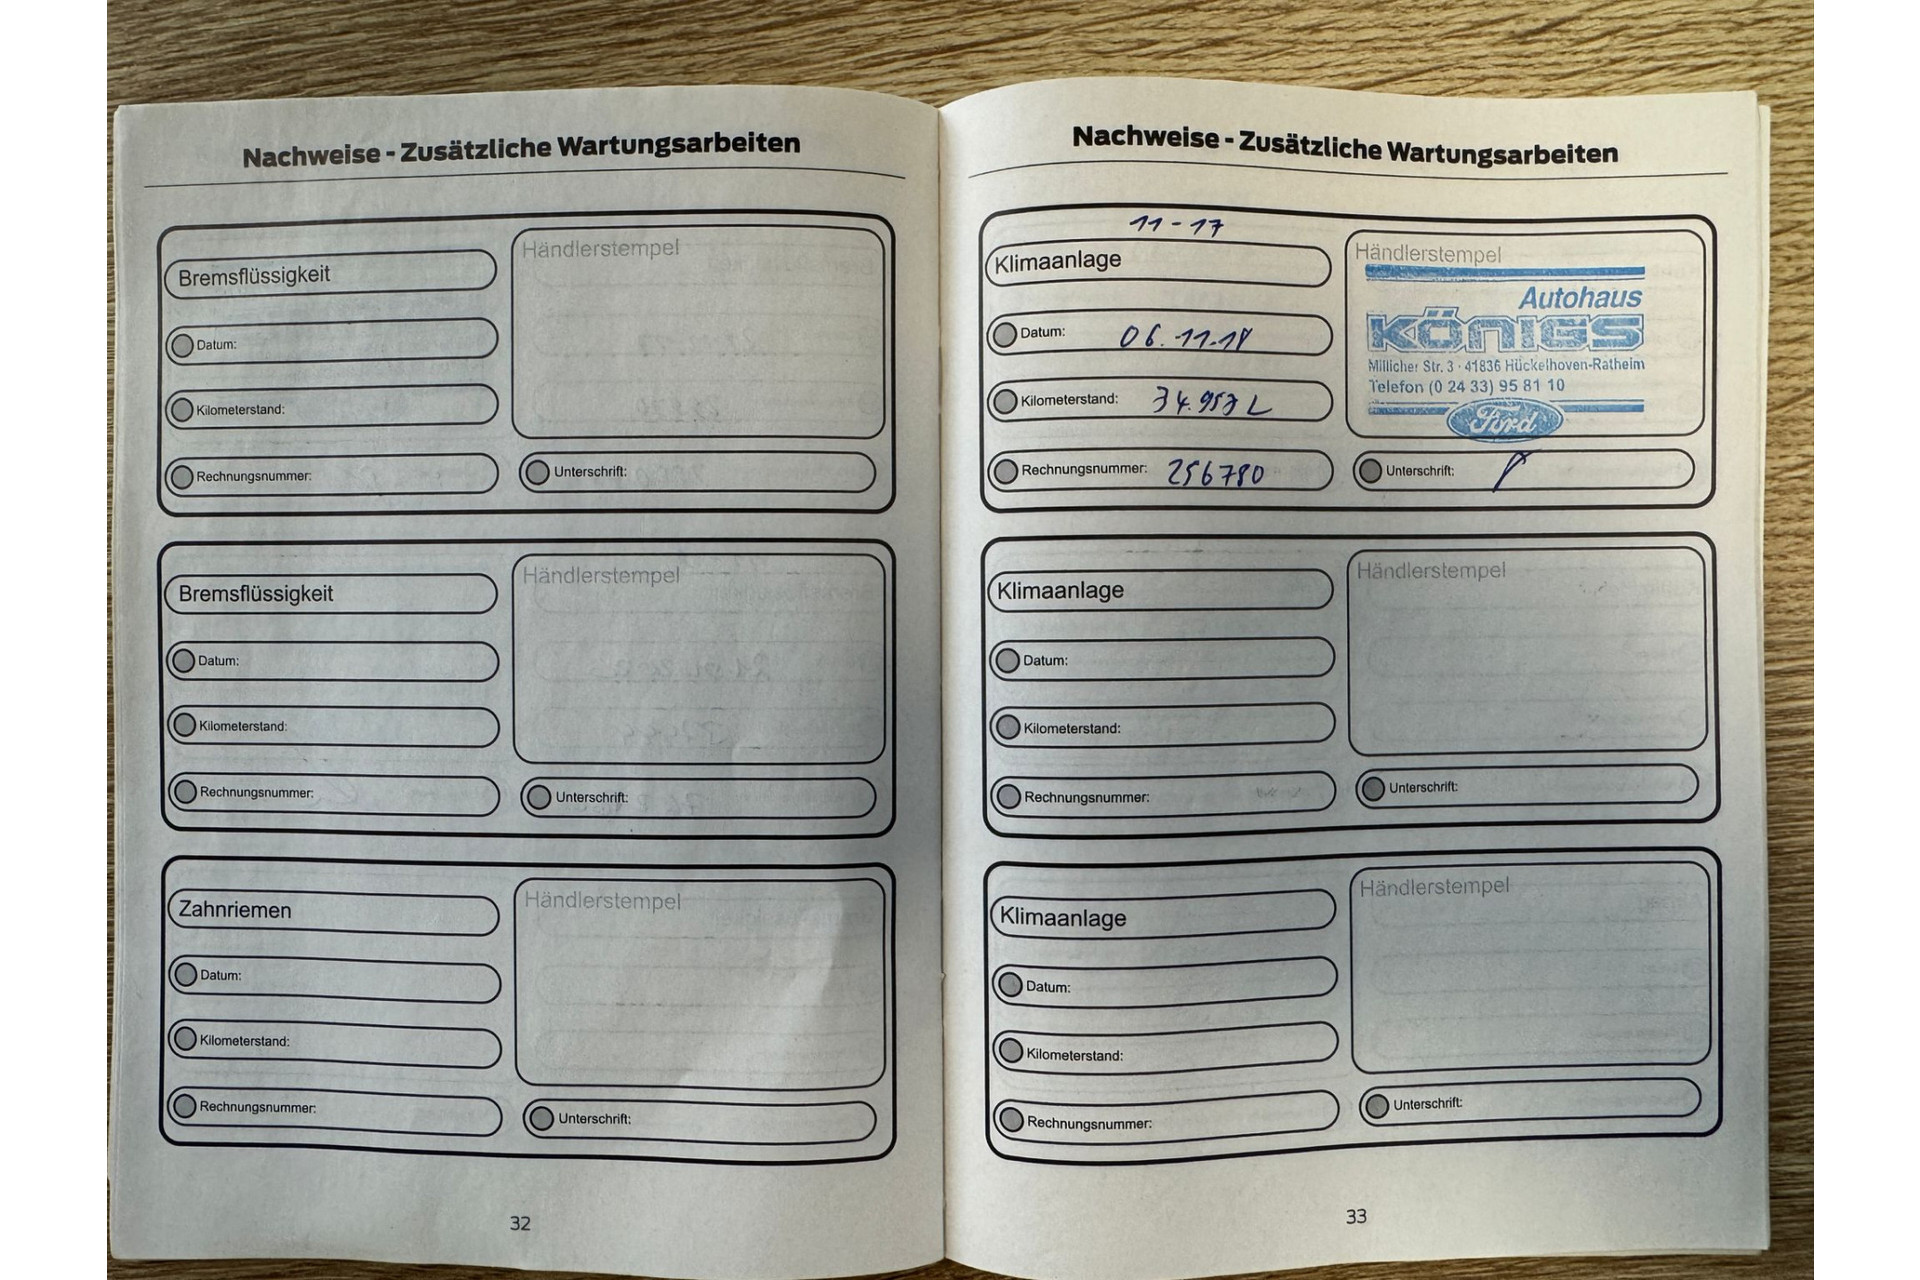 Nachweise - Zusätzliche Wartungsarbeiten
Bremsflüssigkeit
Händlerstempel
Datum:
Kilometerstand:
Rechnungsnummer:
Unterschrift:
Bremsflüssigkeit
Händlerstempel
Datum:
Kilometerstand:
Rechnungsnummer:
Unterschrift:
Zahnriemen
Händlerstempel
Datum:
Kilometerstand:
Rechnungsnummer:
Unterschrift:
32
Nachweise - Zusätzliche Wartungsarbeiten
11 - 17
Klimaanlage
Datum: 06.11.18
Kilometerstand: 34.953
Rechnungsnummer: 256780
Händlerstempel
Autohaus
KÖNIGS
Millicher Str. 3 · 41836 Hückelhoven-Ratheim
Telefon (0 24 33) 95 81 10
Ford
Unterschrift:
Klimaanlage
Händlerstempel
Datum:
Kilometerstand:
Rechnungsnummer:
Unterschrift:
Klimaanlage
Händlerstempel
Datum:
Kilometerstand:
Rechnungsnummer:
Unterschrift:
33